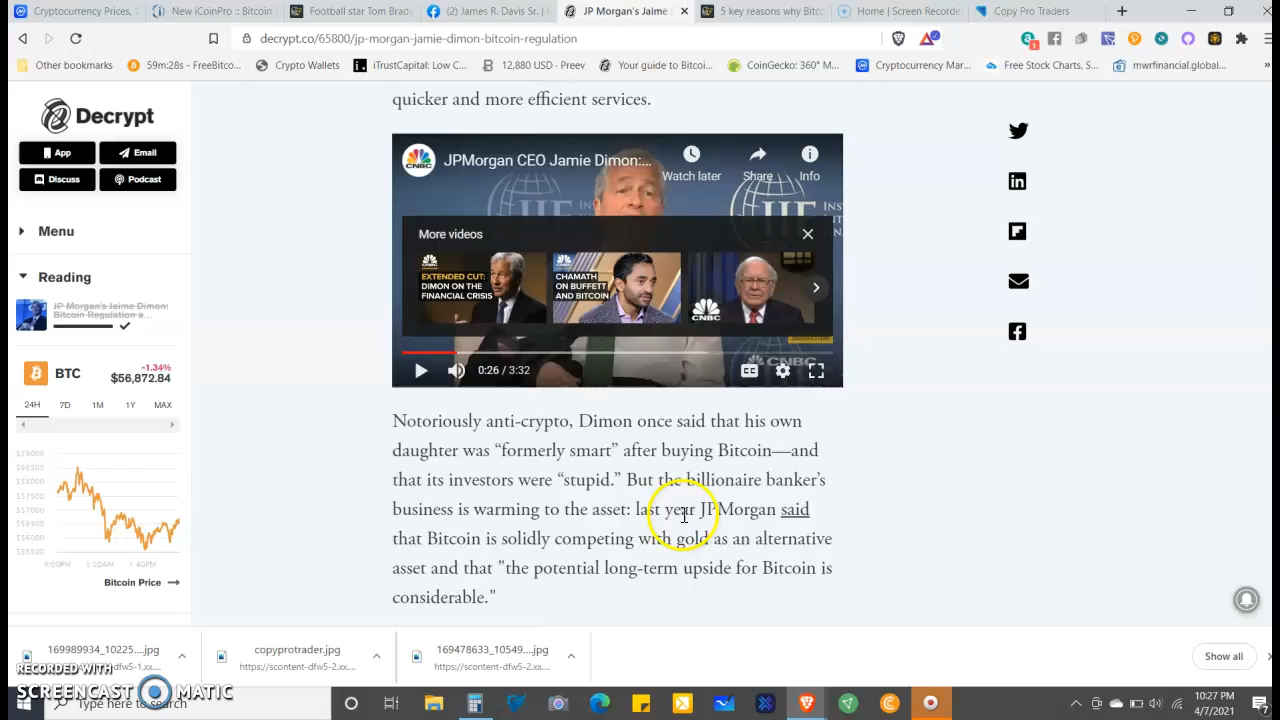 Cryptocurrency Prices, C
New iCoinPro :: Bitcoin
Football star Tom Brady
(2) James R. Davis Sr. |
JP Morgan's Jaime
5 key reasons why Bitco
Home | Screen Recorde
Copy Pro Traders
decrypt.co/65800/jp-morgan-jamie-dimon-bitcoin-regulation
Other bookmarks
59m:28s - FreeBitco...
Crypto Wallets
iTrustCapital: Low C...
12,880 USD - Preev
Your guide to Bitcoi...
CoinGecko: 360° M...
Cryptocurrency Mar...
Free Stock Charts, S...
mwrfinancial.global...
Decrypt
App
Email
Discuss
Podcast
Menu
Reading
JP Morgan's Jaime Dimon:
Bitcoin Regulation a...
BTC
-1.34%
$56,872.84
24H 7D 1M 1Y MAX
$59000
$58500
$57500
$56500
9:00PM 1:20AM 1:40PM
Bitcoin Price
quicker and more efficient services.
CNBC
JPMorgan CEO Jamie Dimon:...
Watch later
Share
Info
More videos
EXTENDED CUT:
DIMON ON THE
FINANCIAL CRISIS
CHAMATH
ON BUFFETT
AND BITCOIN
CNBC
CNBC
0:26 / 3:32
Notoriously anti-crypto, Dimon once said that his own
daughter was “formerly smart” after buying Bitcoin—and
that its investors were “stupid.” But the billionaire banker’s
business is warming to the asset: last year JPMorgan said
that Bitcoin is solidly competing with gold as an alternative
asset and that "the potential long-term upside for Bitcoin is
considerable."
169989934_10225....jpg
copyprotrader.jpg
https://scontent-dfw5-2.xx....
169478633_10549....jpg
https://scontent-dfw5-2.xx....
Show all
RECORDED WITH
SCREENCAST MATIC
Type here to search
10:27 PM
4/7/2021